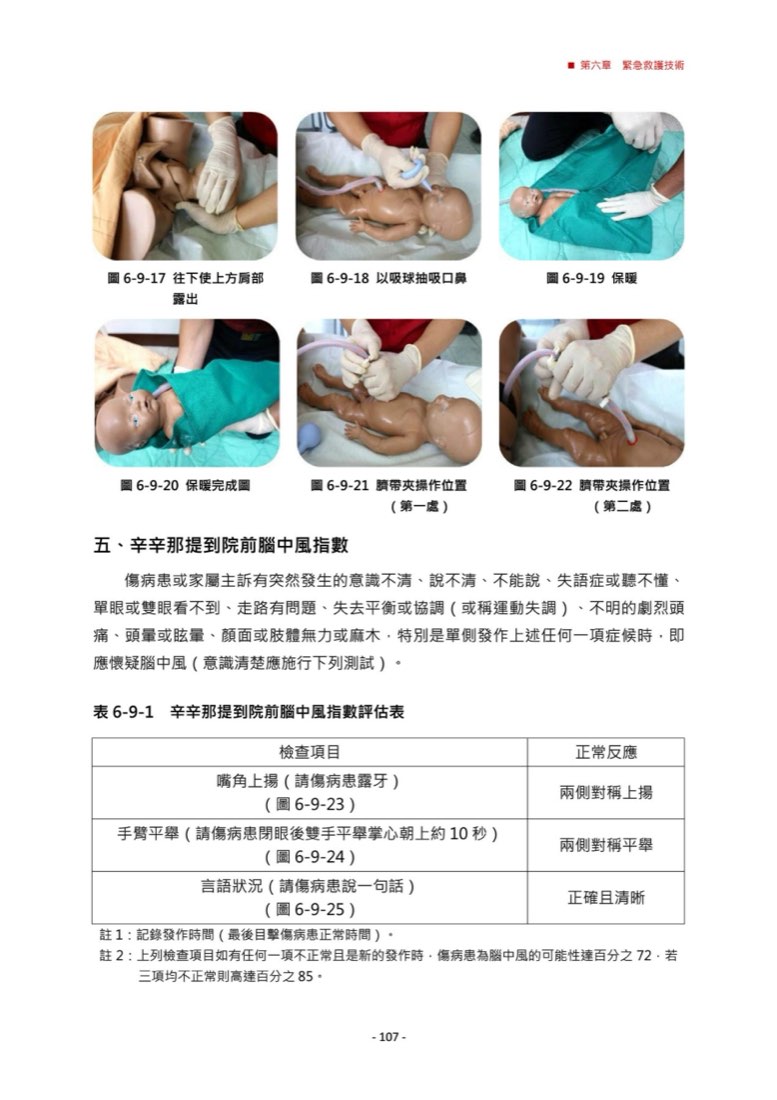 ■ 第六章　緊急救護技術
圖 6-9-17 往下使上方肩部
露出
圖 6-9-18 以吸球抽吸口鼻
圖 6-9-19 保暖
圖 6-9-20 保暖完成圖
圖 6-9-21 臍帶夾操作位置
（第一處）
圖 6-9-22 臍帶夾操作位置
（第二處）
五、辛辛那提到院前腦中風指數
傷病患或家屬主訴有突然發生的意識不清、說不清、不能說、失語症或聽不懂、
單眼或雙眼看不到、走路有問題、失去平衡或協調（或稱運動失調）、不明的劇烈頭
痛、頭暈或眩暈、顏面或肢體無力或麻木，特別是單側發作上述任何一項症候時，即
應懷疑腦中風（意識清楚應施行下列測試）。
表 6-9-1　辛辛那提到院前腦中風指數評估表
檢查項目
正常反應
嘴角上揚（請傷病患露牙）
（圖 6-9-23）
兩側對稱上揚
手臂平舉（請傷病患閉眼後雙手平舉掌心朝上約 10 秒）
（圖 6-9-24）
兩側對稱平舉
言語狀況（請傷病患說一句話）
（圖 6-9-25）
正確且清晰
註 1：記錄發作時間（最後目擊傷病患正常時間）。
註 2：上列檢查項目如有任何一項不正常且是新的發作時，傷病患為腦中風的可能性達百分之 72，若
三項均不正常則高達百分之 85。
- 107 -